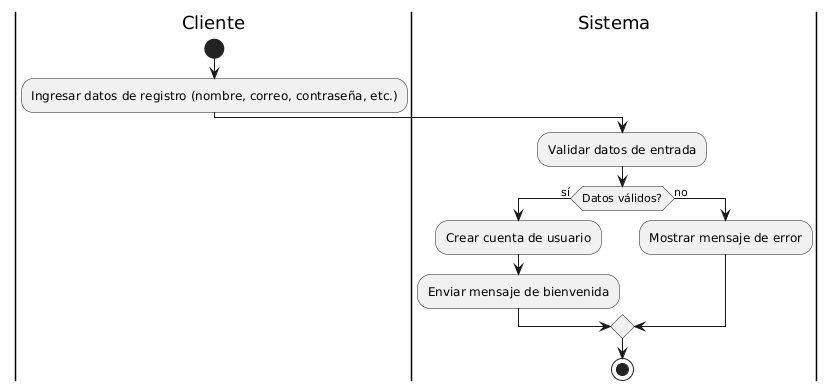 Cliente
Sistema
Ingresar datos de registro (nombre, correo, contraseña, etc.)
Validar datos de entrada
sí
Datos válidos?
no
Crear cuenta de usuario
Mostrar mensaje de error
Enviar mensaje de bienvenida